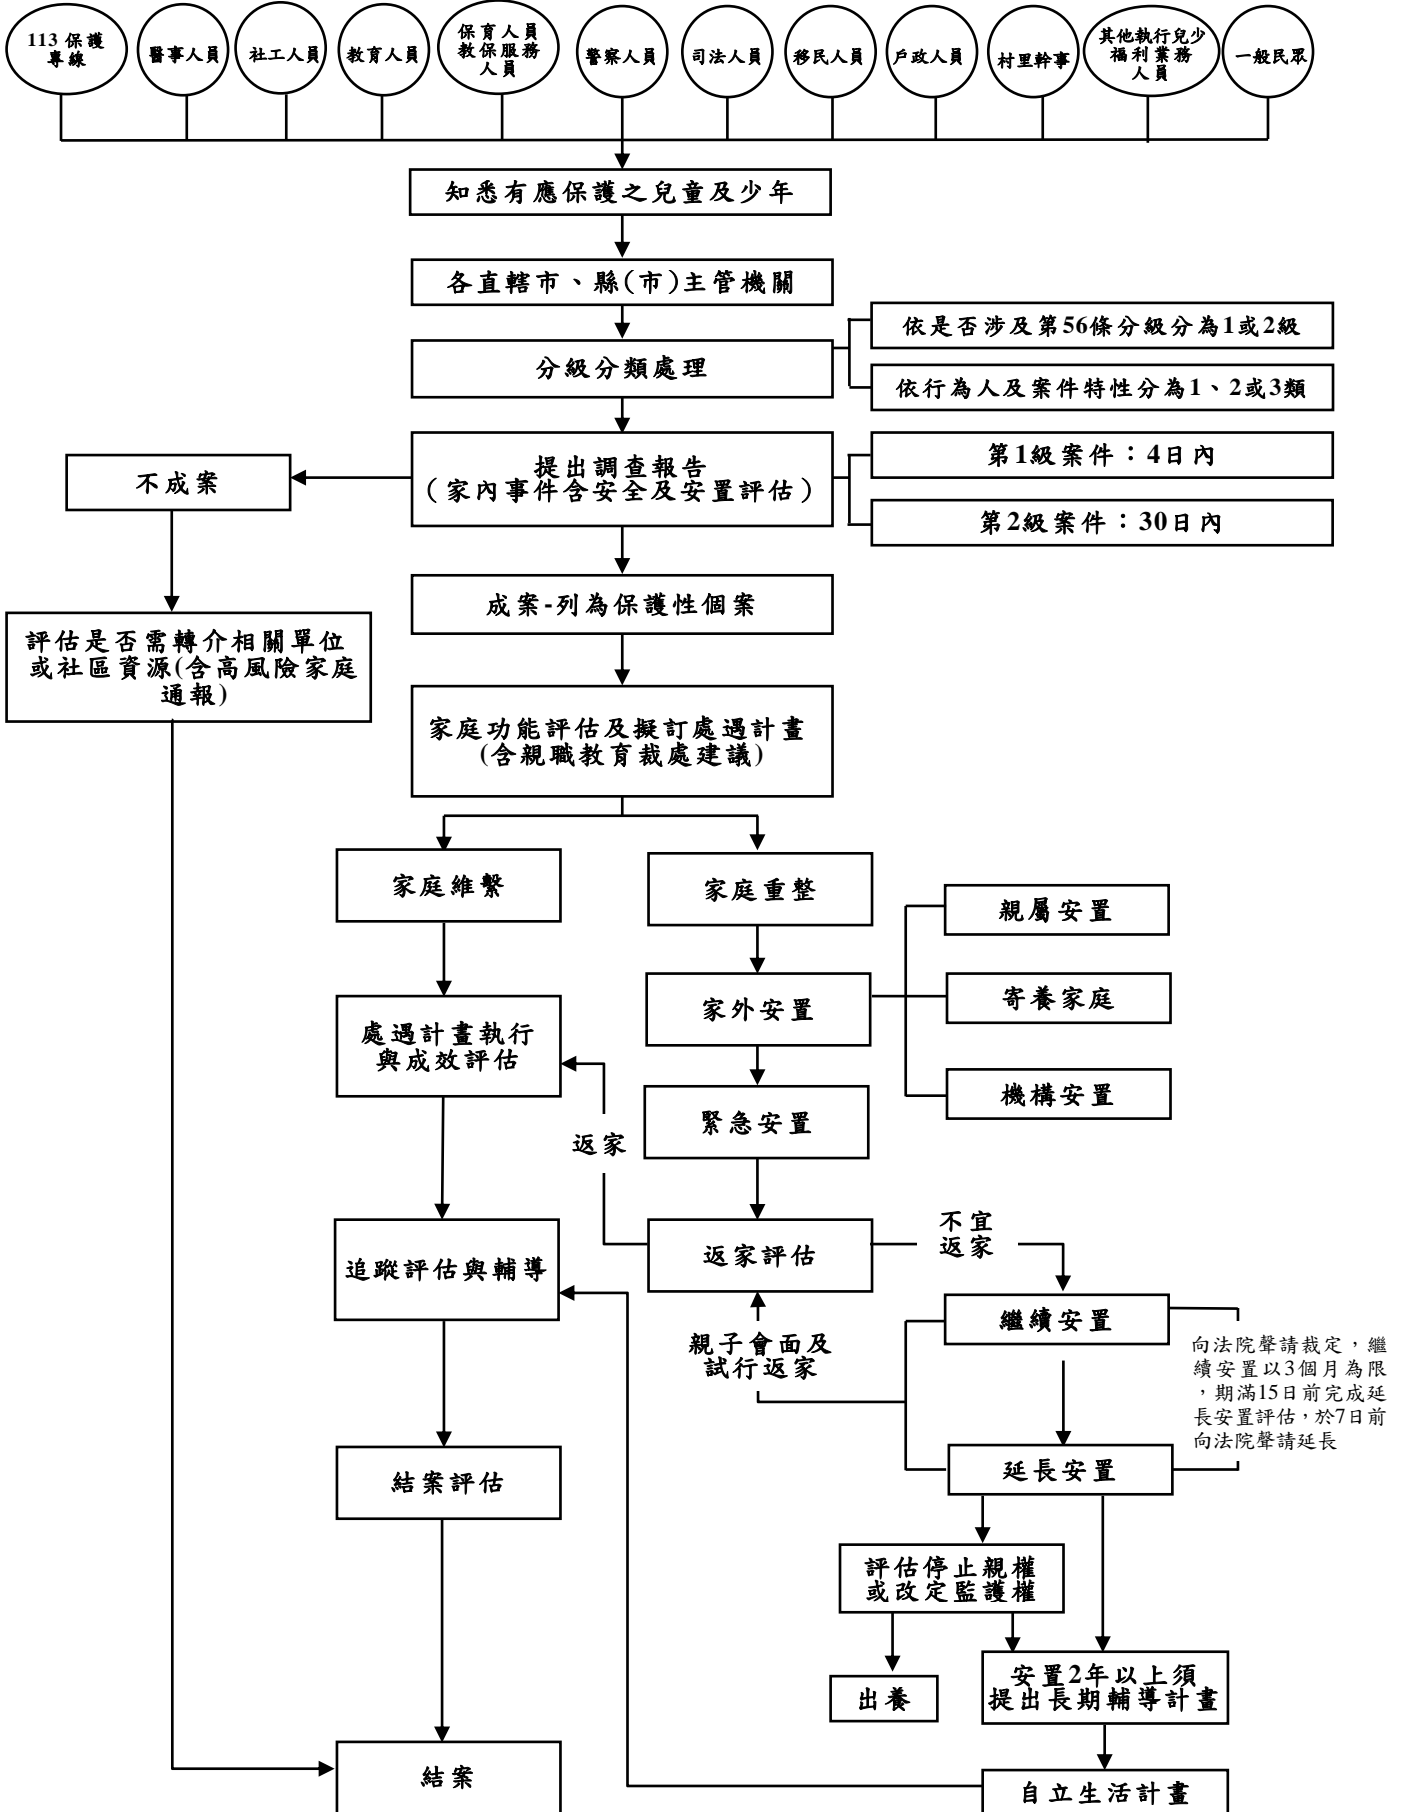 113保護
專線
醫事人員
社工人員
教育人員
保育人員
教保服務
人員
警察人員
司法人員
移民人員
戶政人員
村里幹事
其他執行兒少
福利業務
人員
一般民眾
知悉有應保護之兒童及少年
各直轄市、縣(市)主管機關
分級分類處理
依是否涉及第56條分級分為1或2級
依行為人及案件特性分為1、2或3類
提出調查報告
(家內事件含安全及安置評估)
第1級案件：4日內
第2級案件：30日內
不成案
成案-列為保護性個案
評估是否需轉介相關單位
或社區資源(含高風險家庭
通報)
家庭功能評估及擬訂處遇計畫
(含親職教育裁處建議)
家庭維繫
家庭重整
親屬安置
家外安置
寄養家庭
機構安置
處遇計畫執行
與成效評估
緊急安置
返家
追蹤評估與輔導
返家評估
不宜
返家
繼續安置
親子會面及
試行返家
向法院聲請裁定，繼
續安置以3個月為限
，期滿15日前完成延
長安置評估，於7日前
向法院聲請延長
延長安置
結案評估
評估停止親權
或改定監護權
出養
安置2年以上須
提出長期輔導計畫
結案
自立生活計畫